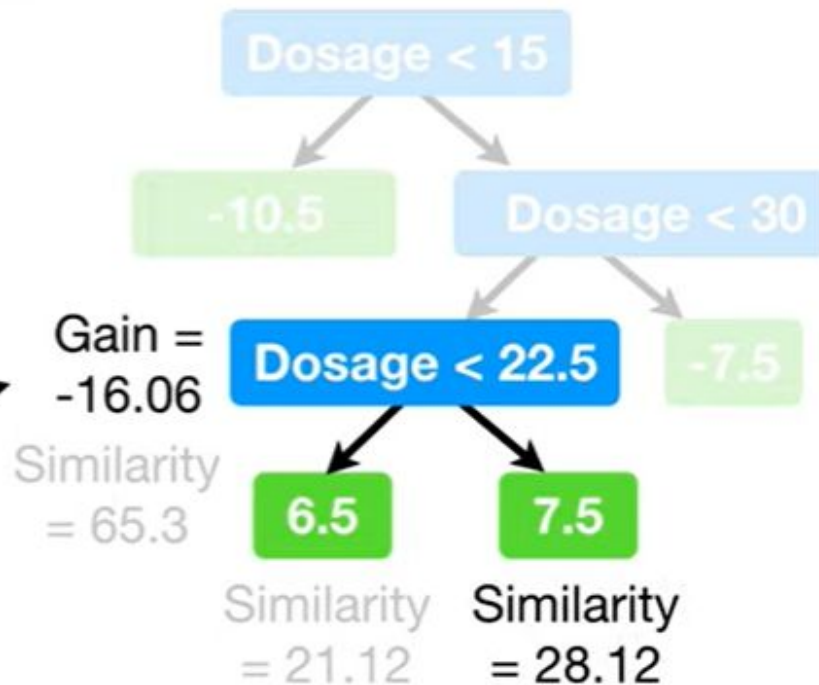 Dosage < 15
-10.5
Dosage < 30
Gain =
-16.06
Dosage < 22.5
-7.5
Similarity
= 65.3
6.5
7.5
Similarity
= 21.12
Similarity
= 28.12